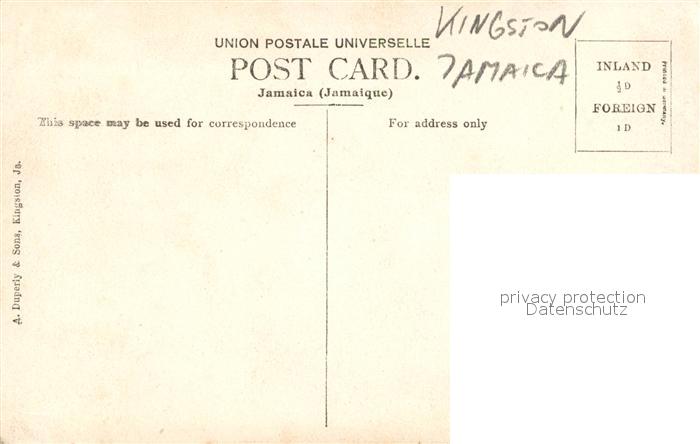 KINGSTON
JAMAICA
UNION POSTALE UNIVERSELLE
POST CARD.
Jamaica (Jamaique)
This space may be used for correspondence
For address only
INLAND
½D
FOREIGN
1D
A. Duperly & Sons, Kingston, Ja.
privacy protection
Datenschutz